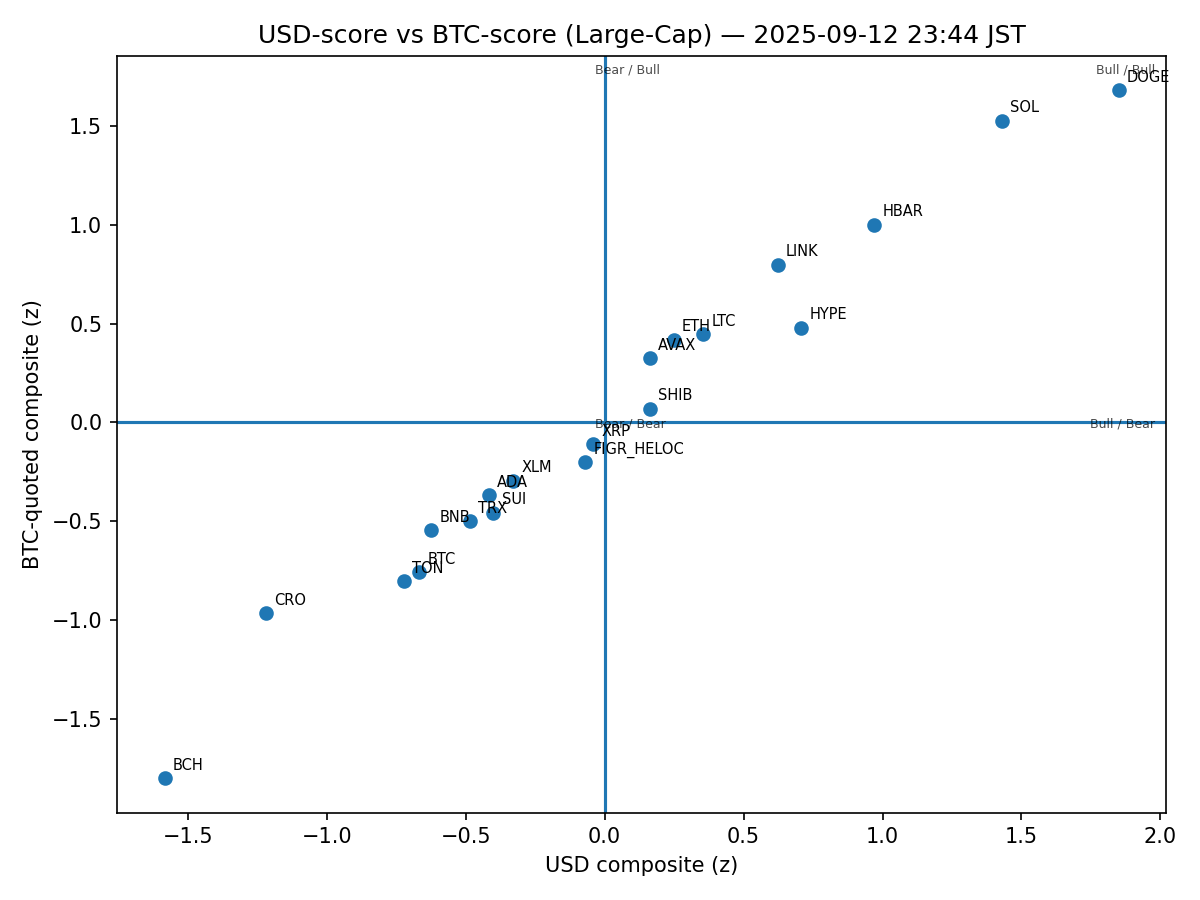 USD-score vs BTC-score (Large-Cap) — 2025-09-12 23:44 JST
Bear / Bull
Bull / Bull
DOGE
SOL
1.5
HBAR
1.0
LINK
HYPE
LTC
ETH
0.5
AVAX
SHIB
0.0
Bear / Bear
Bull / Bear
XRP
FIGR_HELOC
XLM
ADA
SUI
TRX
BNB
−0.5
BTC
TON
CRO
−1.0
−1.5
BCH
BTC-quoted composite (z)
−1.5
−1.0
−0.5
0.0
0.5
1.0
1.5
2.0
USD composite (z)